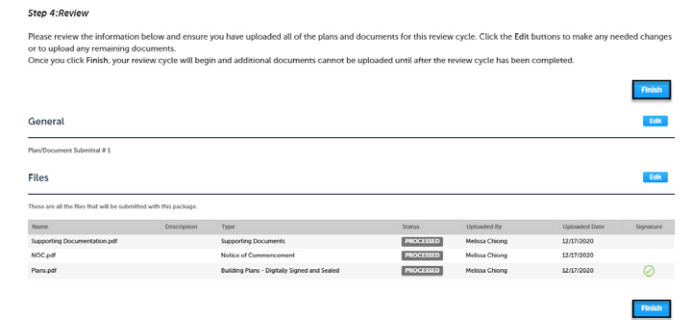 Step 4:Review
Please review the information below and ensure you have uploaded all of the plans and documents for this review cycle. Click the Edit buttons to make any needed changes
or to upload any remaining documents.
Once you click Finish, your review cycle will begin and additional documents cannot be uploaded until after the review cycle has been completed.
Finish
General Edit
Plan/Document Submittal # 1
Files Edit
These are all the files that will be submitted with this package.
Name Description Type Status Uploaded By Uploaded Date Signature
Supporting Documentation.pdf Supporting Documents PROCESSED Melissa Chiong 12/17/2020
NOC.pdf Notice of Commencement PROCESSED Melissa Chiong 12/17/2020
Plans.pdf Building Plans - Digitally Signed and Sealed PROCESSED Melissa Chiong 12/17/2020
Finish